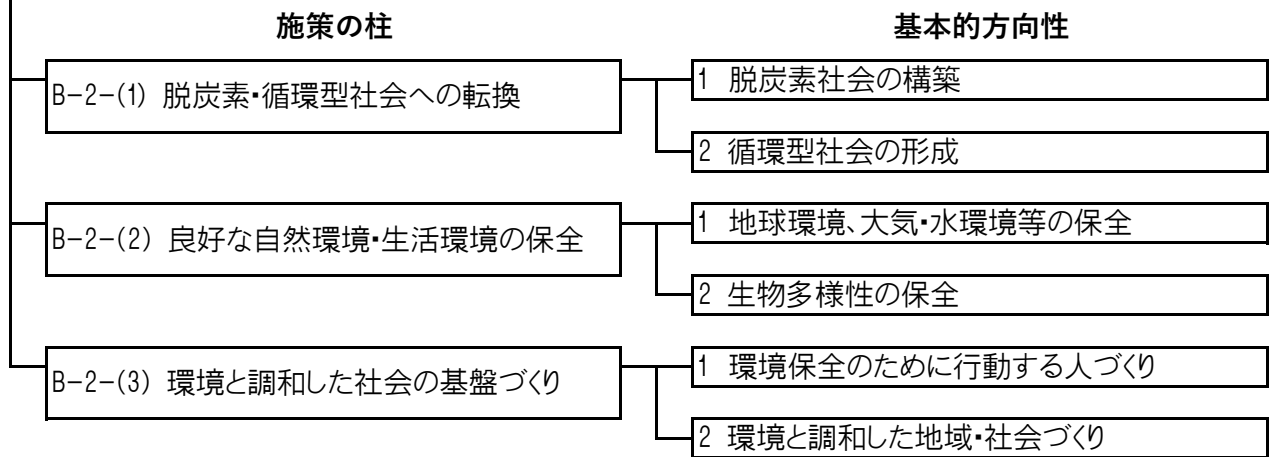 施策の柱
基本的方向性
B-2-(1) 脱炭素・循環型社会への転換
1 脱炭素社会の構築
2 循環型社会の形成
B-2-(2) 良好な自然環境・生活環境の保全
1 地球環境、大気・水環境等の保全
2 生物多様性の保全
B-2-(3) 環境と調和した社会の基盤づくり
1 環境保全のために行動する人づくり
2 環境と調和した地域・社会づくり